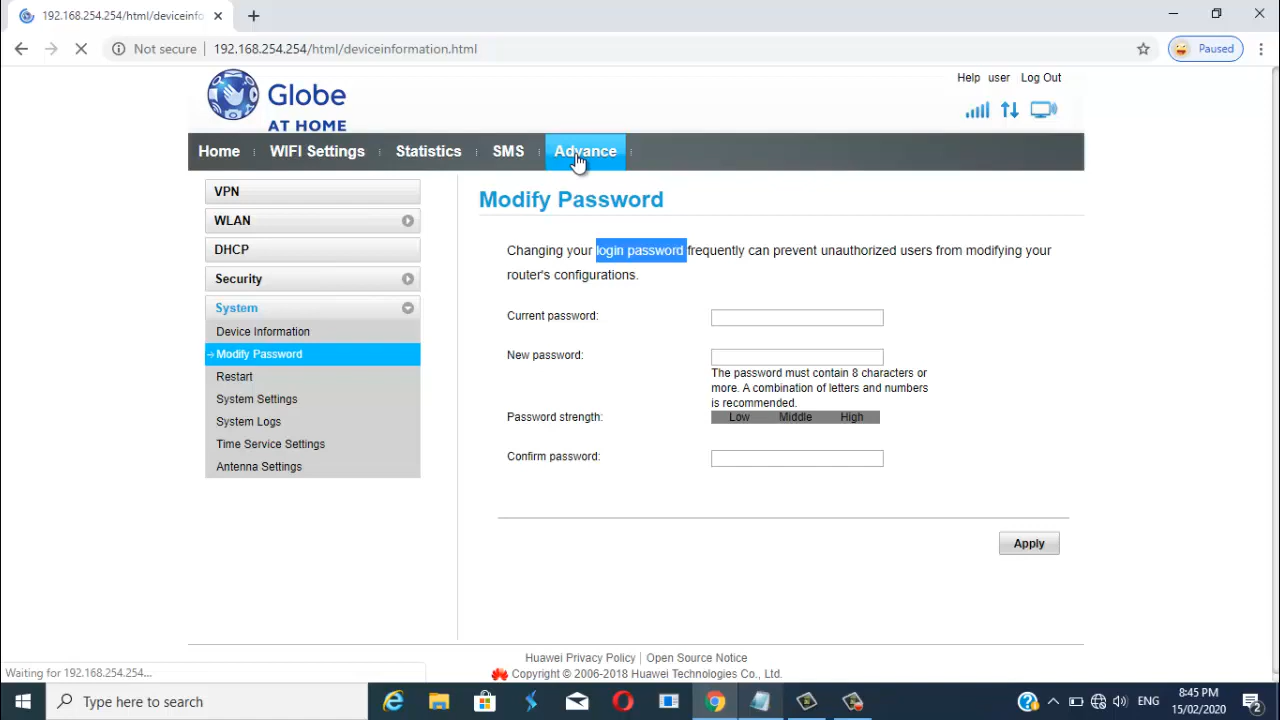 192.168.254.254/html/deviceinfo
Not secure
192.168.254.254/html/deviceinformation.html
Paused
Globe
AT HOME
Help user Log Out
Home
WIFI Settings
Statistics
SMS
Advance
VPN
WLAN
DHCP
Security
System
Device Information
Modify Password
Restart
System Settings
System Logs
Time Service Settings
Antenna Settings
Modify Password
Changing your login password frequently can prevent unauthorized users from modifying your
router's configurations.
Current password:
New password:
The password must contain 8 characters or
more. A combination of letters and numbers
is recommended.
Password strength:
Low Middle High
Confirm password:
Apply
Huawei Privacy Policy | Open Source Notice
Copyright © 2006-2018 Huawei Technologies Co., Ltd.
Waiting for 192.168.254.254...
Type here to search
ENG
8:45 PM
15/02/2020
2